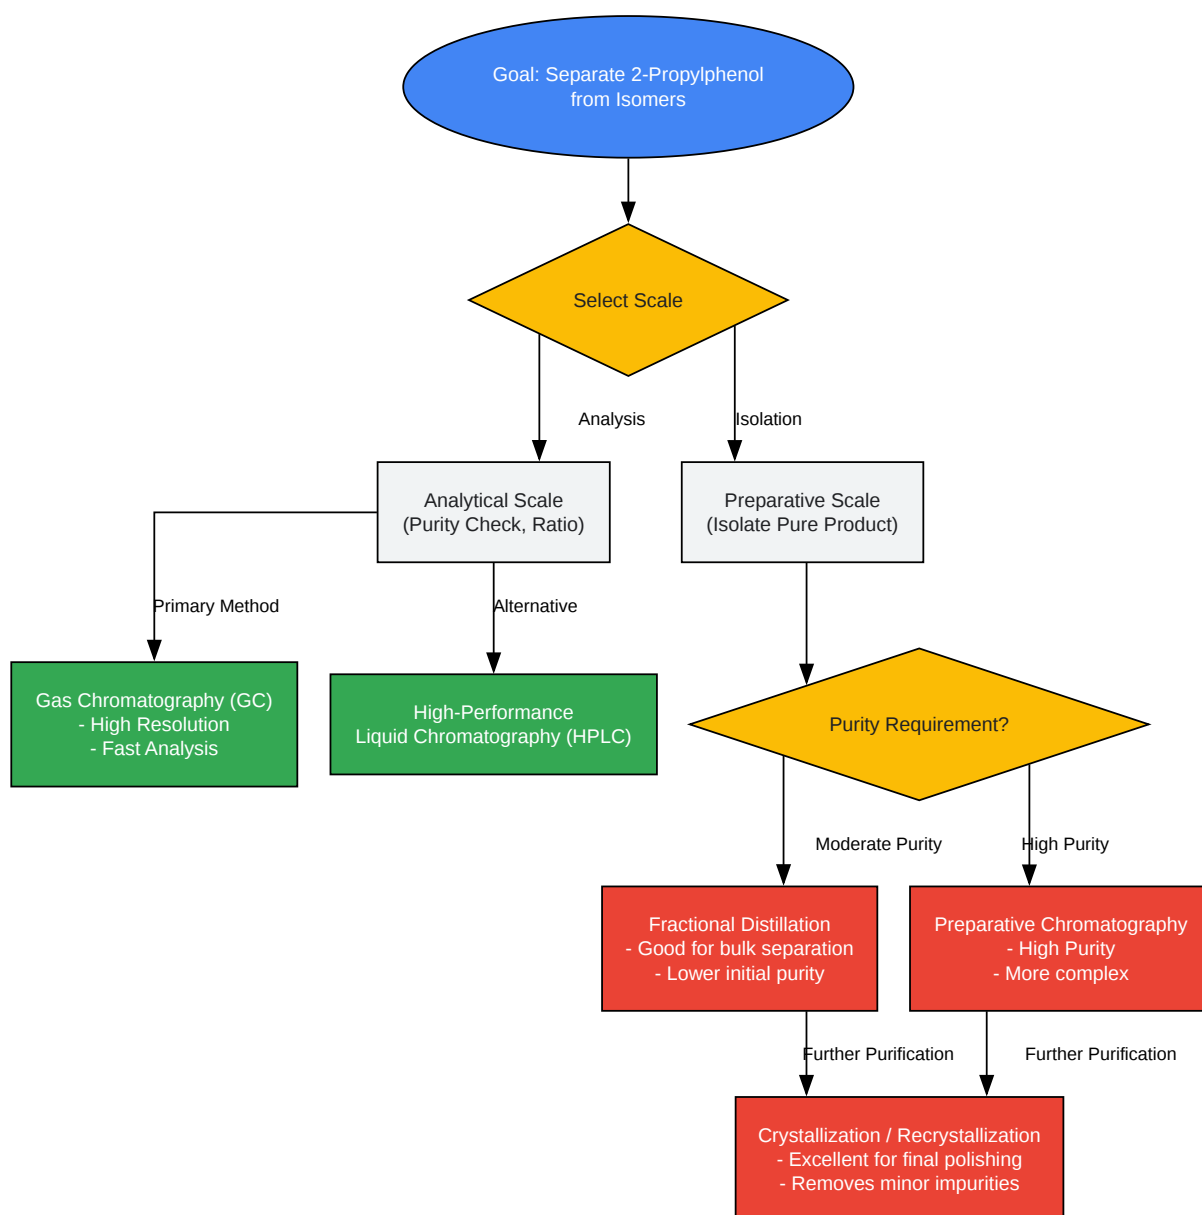 Goal: Separate 2-Propylphenol
from Isomers
Select Scale
Analysis
Isolation
Analytical Scale
(Purity Check, Ratio)
Preparative Scale
(Isolate Pure Product)
Primary Method
Alternative
Gas Chromatography (GC)
- High Resolution
- Fast Analysis
High-Performance
Liquid Chromatography (HPLC)
Purity Requirement?
Moderate Purity
High Purity
Fractional Distillation
- Good for bulk separation
- Lower initial purity
Preparative Chromatography
- High Purity
- More complex
Further Purification
Further Purification
Crystallization / Recrystallization
- Excellent for final polishing
- Removes minor impurities